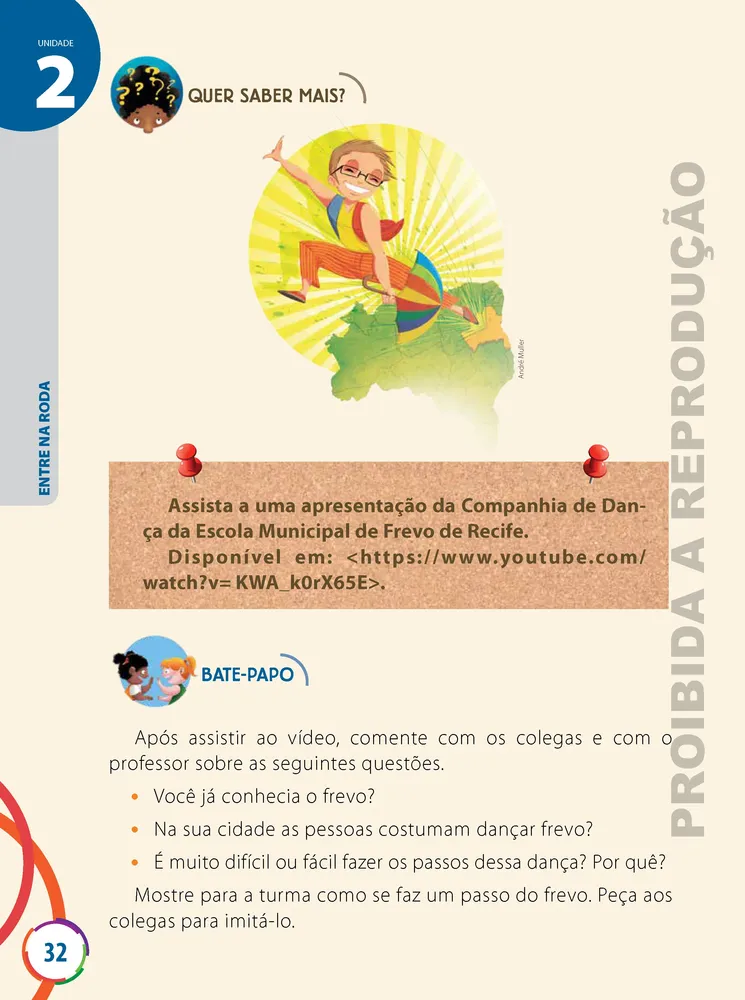 UNIDADE
2
QUER SABER MAIS?
André Muller
ENTRE NA RODA
Assista a uma apresentação da Companhia de Dan-
ça da Escola Municipal de Frevo de Recife.
Disponível em: <https://www.youtube.com/
watch?v= KWA_k0rX65E>.
BATE-PAPO
Após assistir ao vídeo, comente com os colegas e com o
professor sobre as seguintes questões.
• Você já conhecia o frevo?
• Na sua cidade as pessoas costumam dançar frevo?
• É muito difícil ou fácil fazer os passos dessa dança? Por quê?
Mostre para a turma como se faz um passo do frevo. Peça aos
colegas para imitá-lo.
32
PROIBIDA A REPRODUÇÃO